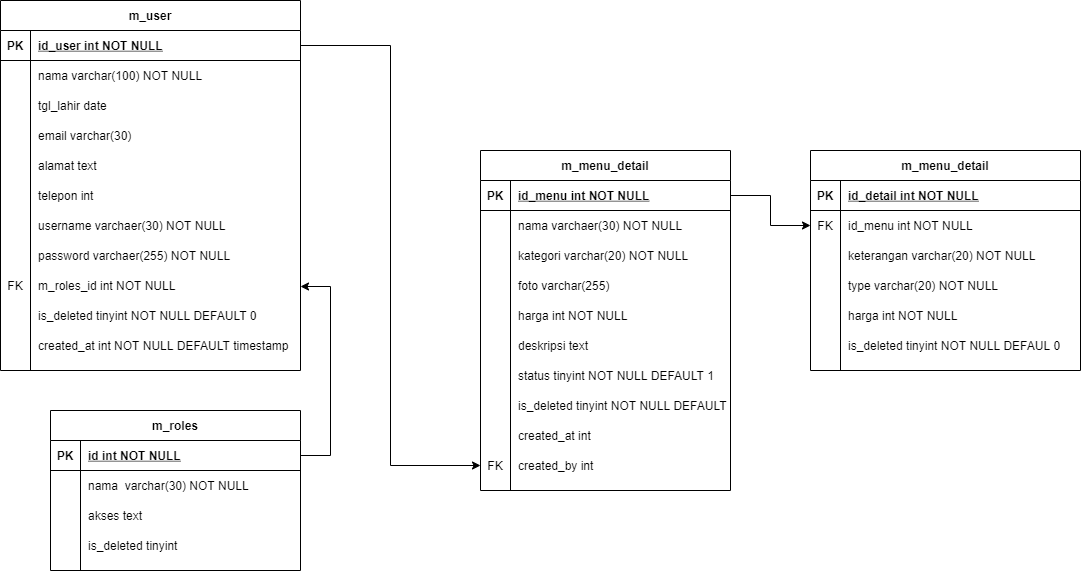 m_user
PK id_user int NOT NULL
nama varchar(100) NOT NULL
tgl_lahir date
email varchar(30)
alamat text
telepon int
username varchaer(30) NOT NULL
password varchaer(255) NOT NULL
FK m_roles_id int NOT NULL
is_deleted tinyint NOT NULL DEFAULT 0
created_at int NOT NULL DEFAULT timestamp
m_roles
PK id int NOT NULL
nama varchar(30) NOT NULL
akses text
is_deleted tinyint
m_menu_detail
PK id_menu int NOT NULL
nama varchaer(30) NOT NULL
kategori varchar(20) NOT NULL
foto varchar(255)
harga int NOT NULL
deskripsi text
status tinyint NOT NULL DEFAULT 1
is_deleted tinyint NOT NULL DEFAULT
created_at int
FK created_by int
m_menu_detail
PK id_detail int NOT NULL
FK id_menu int NOT NULL
keterangan varchar(20) NOT NULL
type varchar(20) NOT NULL
harga int NOT NULL
is_deleted tinyint NOT NULL DEFAUL 0